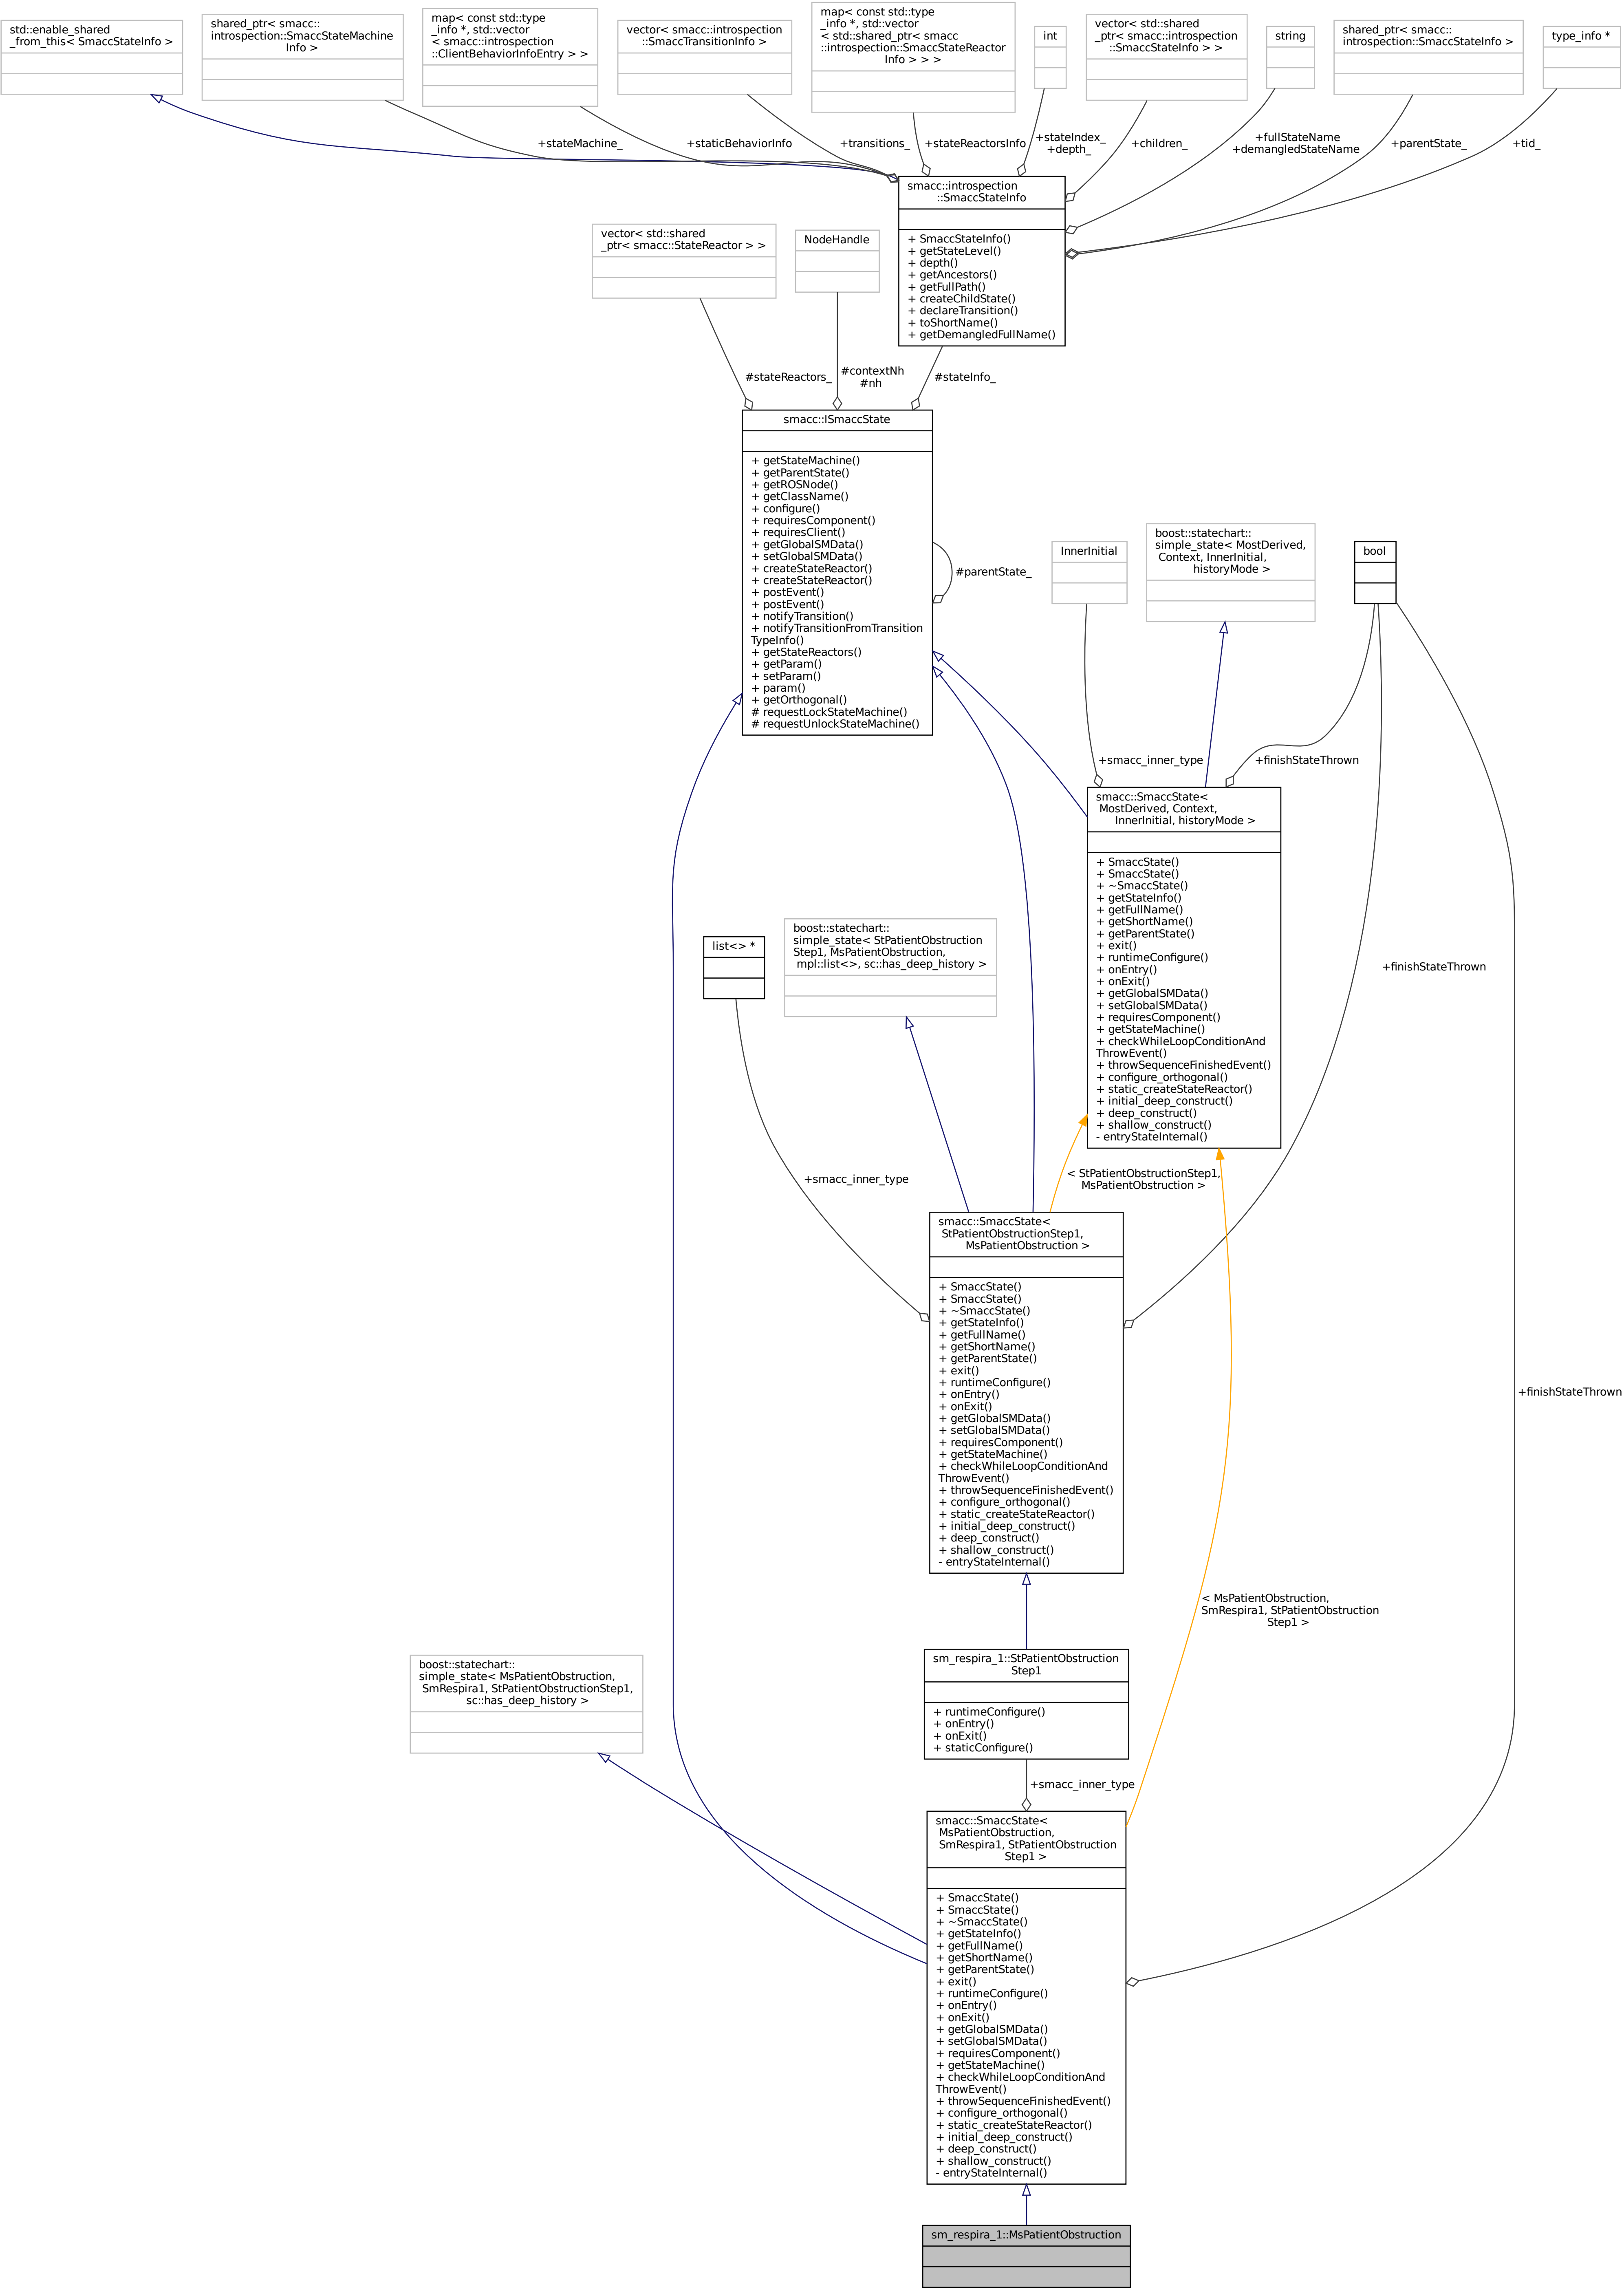 std::enable_shared
_from_this< SmaccStateInfo >
shared_ptr< smacc::
introspection::SmaccStateMachine
Info >
map< const std::type
_info *, std::vector
< smacc::introspection
::ClientBehaviorInfoEntry > >
vector< smacc::introspection
::SmaccTransitionInfo >
map< const std::type
_info *, std::vector
< std::shared_ptr< smacc
::introspection::SmaccStateReactor
Info > > >
int
vector< std::shared
_ptr< smacc::introspection
::SmaccStateInfo > >
string
shared_ptr< smacc::
introspection::SmaccStateInfo >
type_info *
+stateMachine_
+staticBehaviorInfo
+transitions_
+stateReactorsInfo
+stateIndex_
+depth_
+children_
+fullStateName
+demangledStateName
+parentState_
+tid_
smacc::introspection
::SmaccStateInfo
+ SmaccStateInfo()
+ getStateLevel()
+ depth()
+ getAncestors()
+ getFullPath()
+ createChildState()
+ declareTransition()
+ toShortName()
+ getDemangledFullName()
vector< std::shared
_ptr< smacc::StateReactor > >
NodeHandle
#stateReactors_
#contextNh
#nh
#stateInfo_
smacc::ISmaccState
+ getStateMachine()
+ getParentState()
+ getROSNode()
+ getClassName()
+ configure()
+ requiresComponent()
+ requiresClient()
+ getGlobalSMData()
+ setGlobalSMData()
+ createStateReactor()
+ createStateReactor()
+ postEvent()
+ postEvent()
+ notifyTransition()
+ notifyTransitionFromTransition
TypeInfo()
+ getStateReactors()
+ getParam()
+ setParam()
+ param()
+ getOrthogonal()
# requestLockStateMachine()
# requestUnlockStateMachine()
#parentState_
InnerInitial
boost::statechart::
simple_state< MostDerived,
Context, InnerInitial,
historyMode >
bool
+smacc_inner_type
+finishStateThrown
smacc::SmaccState<
MostDerived, Context,
InnerInitial, historyMode >
+ SmaccState()
+ SmaccState()
+ ~SmaccState()
+ getStateInfo()
+ getFullName()
+ getShortName()
+ getParentState()
+ exit()
+ runtimeConfigure()
+ onEntry()
+ onExit()
+ getGlobalSMData()
+ setGlobalSMData()
+ requiresComponent()
+ getStateMachine()
+ checkWhileLoopConditionAnd
ThrowEvent()
+ throwSequenceFinishedEvent()
+ configure_orthogonal()
+ static_createStateReactor()
+ initial_deep_construct()
+ deep_construct()
+ shallow_construct()
- entryStateInternal()
list<> *
boost::statechart::
simple_state< StPatientObstruction
Step1, MsPatientObstruction,
mpl::list<>, sc::has_deep_history >
+finishStateThrown
+smacc_inner_type
< StPatientObstructionStep1,
MsPatientObstruction >
smacc::SmaccState<
StPatientObstructionStep1,
MsPatientObstruction >
+ SmaccState()
+ SmaccState()
+ ~SmaccState()
+ getStateInfo()
+ getFullName()
+ getShortName()
+ getParentState()
+ exit()
+ runtimeConfigure()
+ onEntry()
+ onExit()
+ getGlobalSMData()
+ setGlobalSMData()
+ requiresComponent()
+ getStateMachine()
+ checkWhileLoopConditionAnd
ThrowEvent()
+ throwSequenceFinishedEvent()
+ configure_orthogonal()
+ static_createStateReactor()
+ initial_deep_construct()
+ deep_construct()
+ shallow_construct()
- entryStateInternal()
+finishStateThrown
< MsPatientObstruction,
SmRespira1, StPatientObstruction
Step1 >
boost::statechart::
simple_state< MsPatientObstruction,
SmRespira1, StPatientObstructionStep1,
sc::has_deep_history >
sm_respira_1::StPatientObstruction
Step1
+ runtimeConfigure()
+ onEntry()
+ onExit()
+ staticConfigure()
+smacc_inner_type
smacc::SmaccState<
MsPatientObstruction,
SmRespira1, StPatientObstruction
Step1 >
+ SmaccState()
+ SmaccState()
+ ~SmaccState()
+ getStateInfo()
+ getFullName()
+ getShortName()
+ getParentState()
+ exit()
+ runtimeConfigure()
+ onEntry()
+ onExit()
+ getGlobalSMData()
+ setGlobalSMData()
+ requiresComponent()
+ getStateMachine()
+ checkWhileLoopConditionAnd
ThrowEvent()
+ throwSequenceFinishedEvent()
+ configure_orthogonal()
+ static_createStateReactor()
+ initial_deep_construct()
+ deep_construct()
+ shallow_construct()
- entryStateInternal()
sm_respira_1::MsPatientObstruction